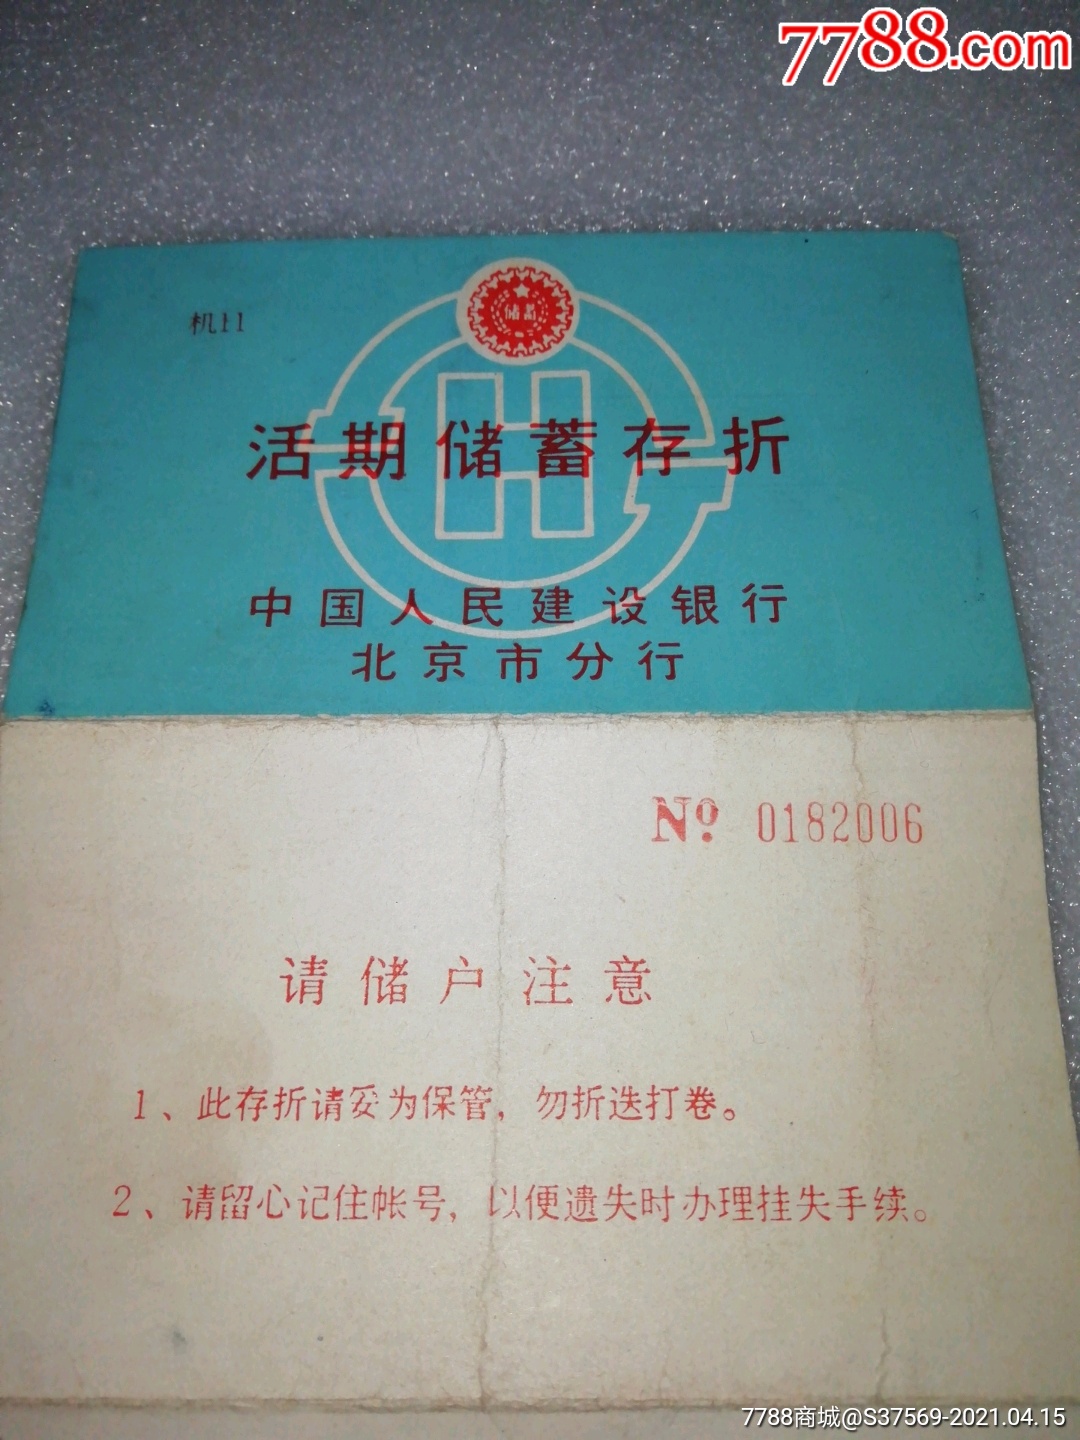 7788.com
机11
储蓄
活期储蓄存折
中国人民建设银行
北京市分行
Nº 0182006
请储户注意
1、此存折请妥为保管，勿折迭打卷。
2、请留心记住帐号，以便遗失时办理挂失手续。
7788商城@S37569-2021.04.15